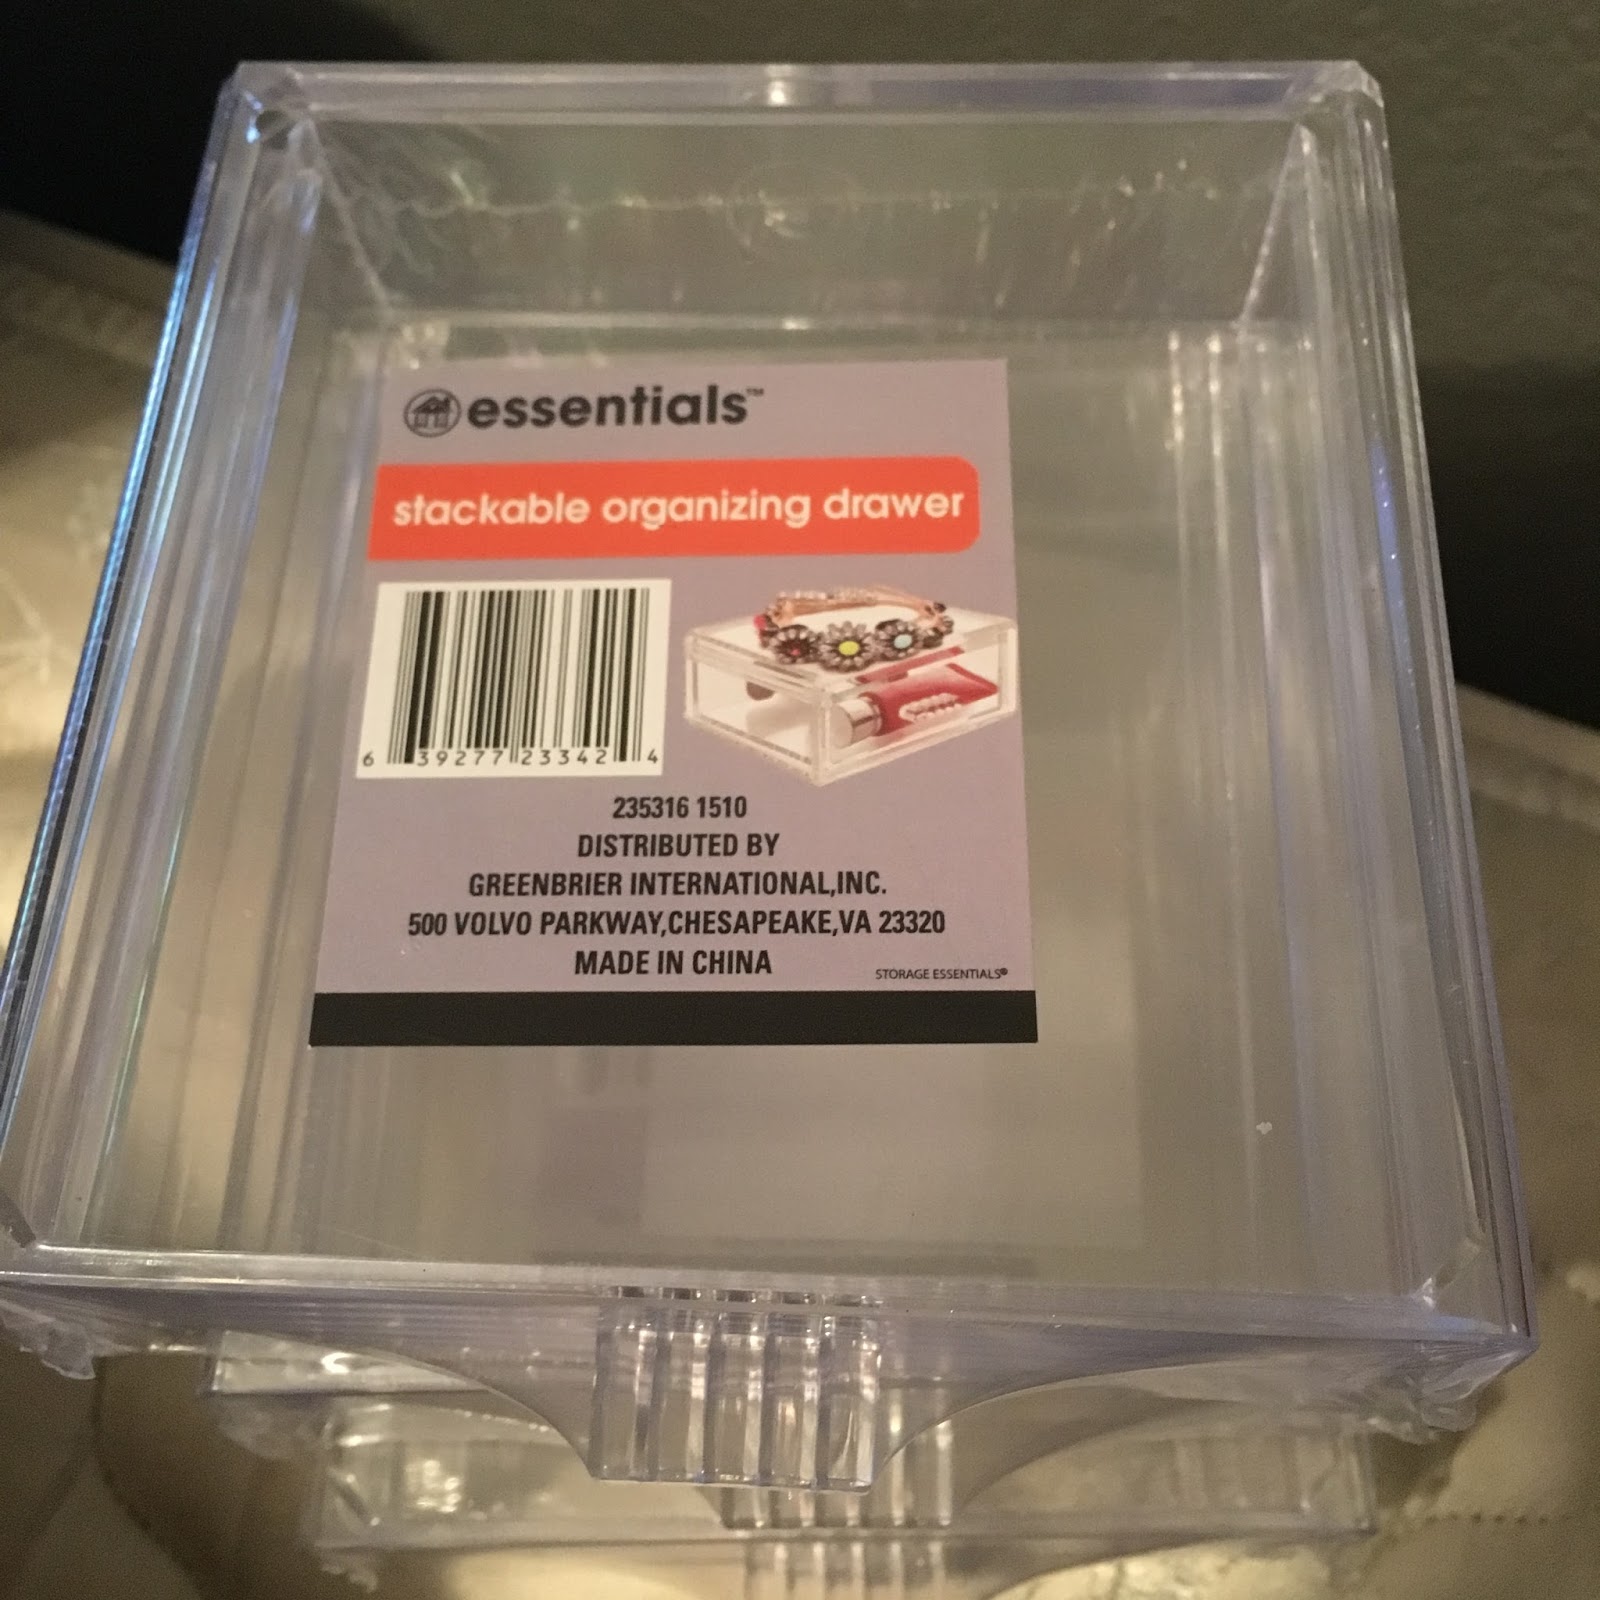 essentials™
stackable organizing drawer
6 39277 23342 4
235316 1510
DISTRIBUTED BY
GREENBRIER INTERNATIONAL,INC.
500 VOLVO PARKWAY,CHESAPEAKE,VA 23320
MADE IN CHINA
STORAGE ESSENTIALS®